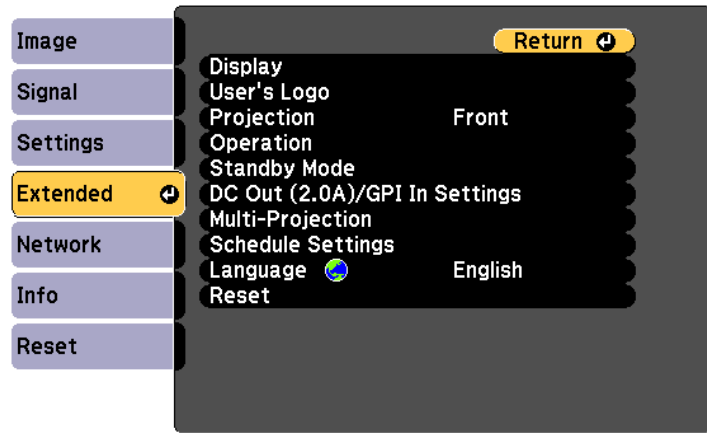 Image
Signal
Settings
Extended
Network
Info
Reset
Return
Display
User's Logo
Projection Front
Operation
Standby Mode
DC Out (2.0A)/GPI In Settings
Multi-Projection
Schedule Settings
Language English
Reset